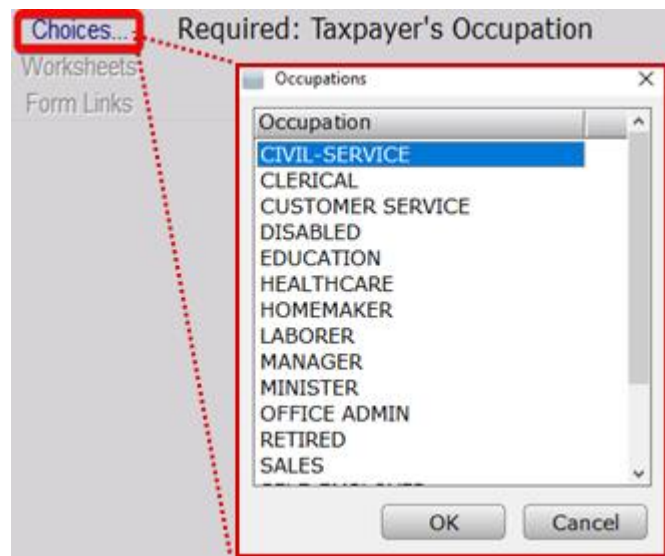 Choices... Required: Taxpayer's Occupation
Worksheets
Form Links
Occupations
Occupation
CIVIL-SERVICE
CLERICAL
CUSTOMER SERVICE
DISABLED
EDUCATION
HEALTHCARE
HOMEMAKER
LABORER
MANAGER
MINISTER
OFFICE ADMIN
RETIRED
SALES
OK Cancel